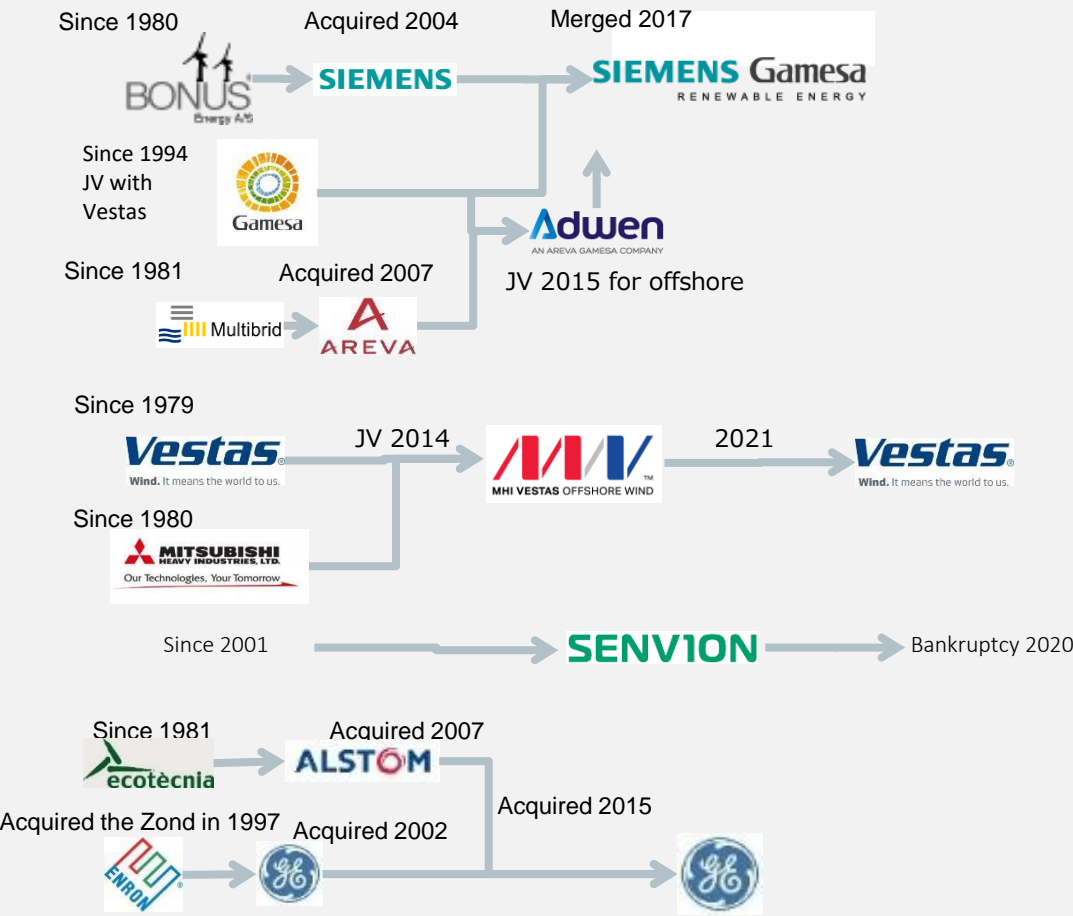 Since 1980
Acquired 2004
Merged 2017
BONUS
Energy A/S
SIEMENS
SIEMENS Gamesa
RENEWABLE ENERGY
Since 1994
JV with
Vestas
Gamesa
Adwen
AN AREVA GAMESA COMPANY
JV 2015 for offshore
Since 1981
Acquired 2007
Multibrid
AREVA
Since 1979
Vestas®
Wind. It means the world to us.
JV 2014
MHI VESTAS OFFSHORE WIND
TM
2021
Vestas®
Wind. It means the world to us.
Since 1980
MITSUBISHI
HEAVY INDUSTRIES, LTD.
Our Technologies, Your Tomorrow
Since 2001
SENVION
Bankruptcy 2020
Since 1981
Acquired 2007
ecotècnia
ALSTOM
Acquired 2015
Acquired the Zond in 1997
Acquired 2002
ENRON®
GE
GE